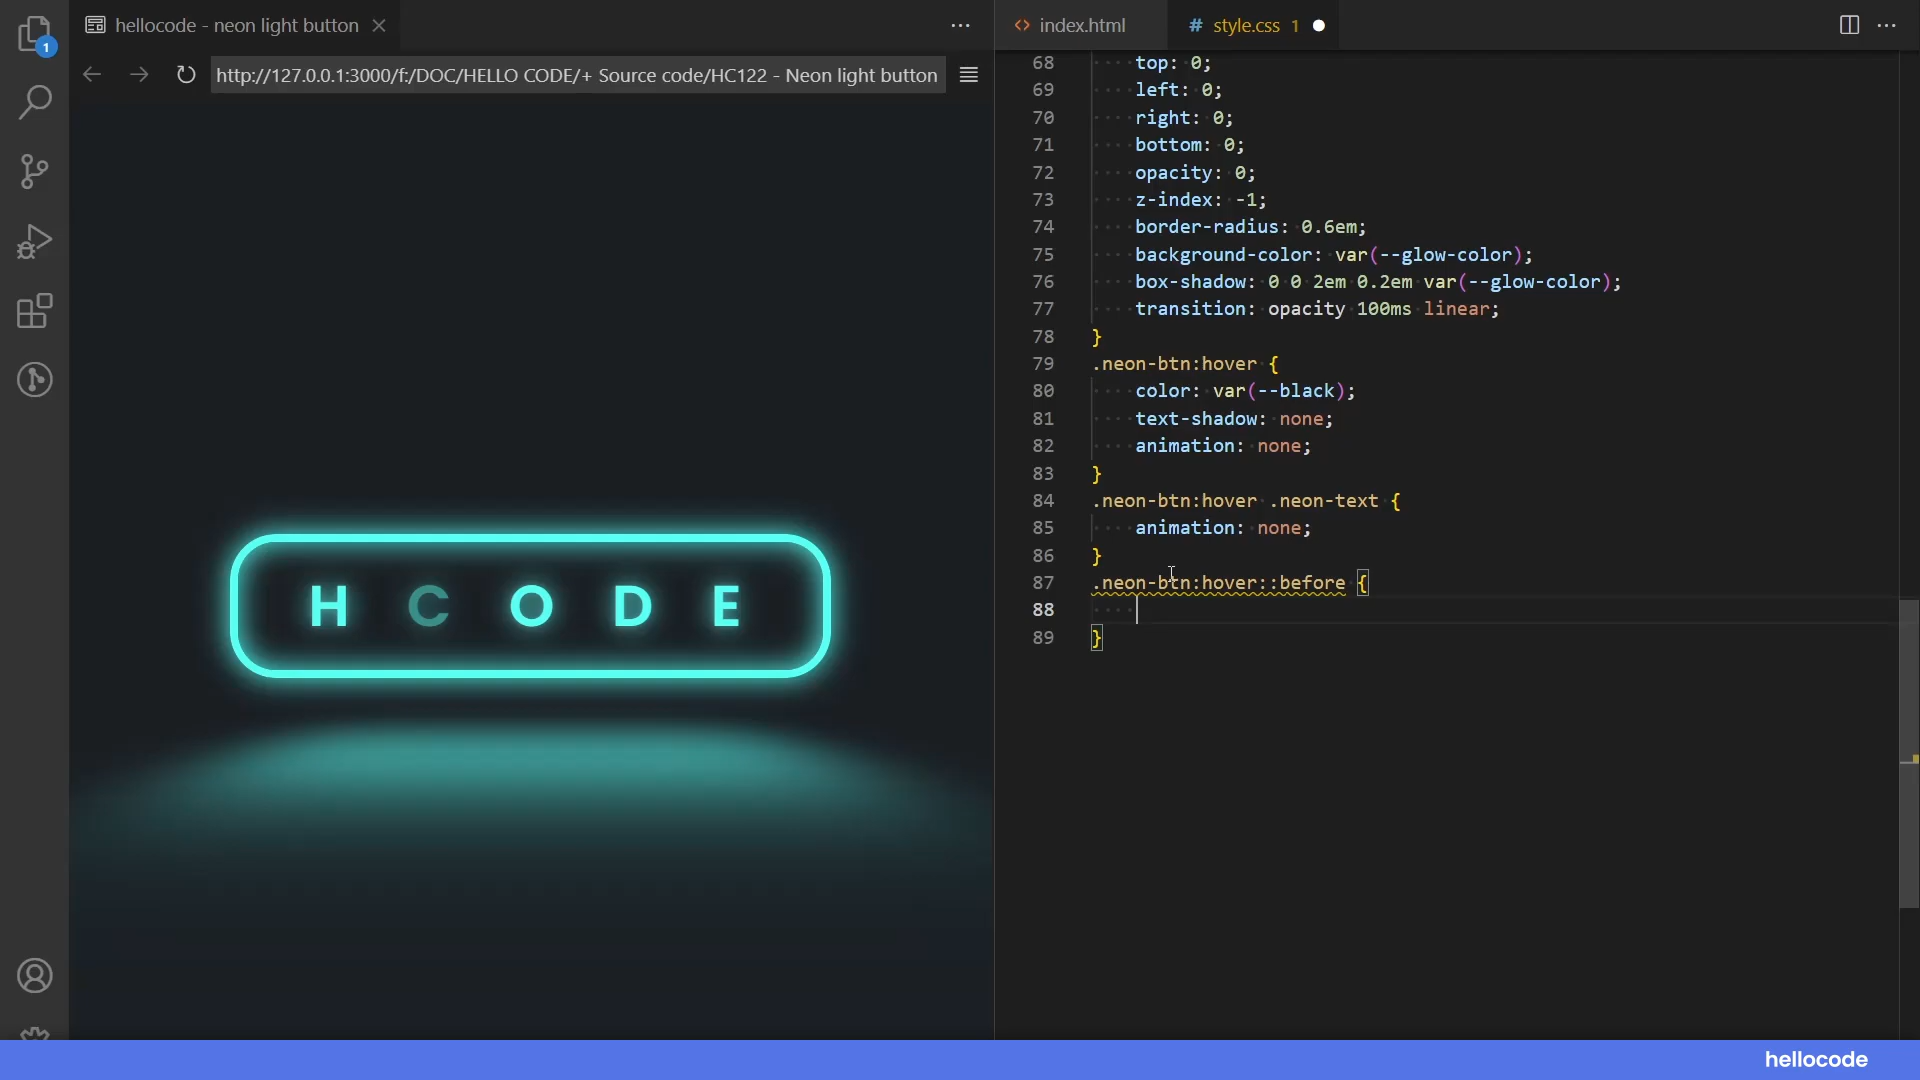 hellocode - neon light button
index.html
# style.css 1
1
http://127.0.0.1:3000/f:/DOC/HELLO CODE/+ Source code/HC122 - Neon light button
68 top: 0;
69 left: 0;
70 right: 0;
71 bottom: 0;
72 opacity: 0;
73 z-index: -1;
74 border-radius: 0.6em;
75 background-color: var(--glow-color);
76 box-shadow: 0 0 2em 0.2em var(--glow-color);
77 transition: opacity 100ms linear;
78 }
79 .neon-btn:hover {
80 color: var(--black);
81 text-shadow: none;
82 animation: none;
83 }
84 .neon-btn:hover .neon-text {
85 animation: none;
86 }
87 .neon-btn:hover::before {
88
89 }
H C O D E
hellocode